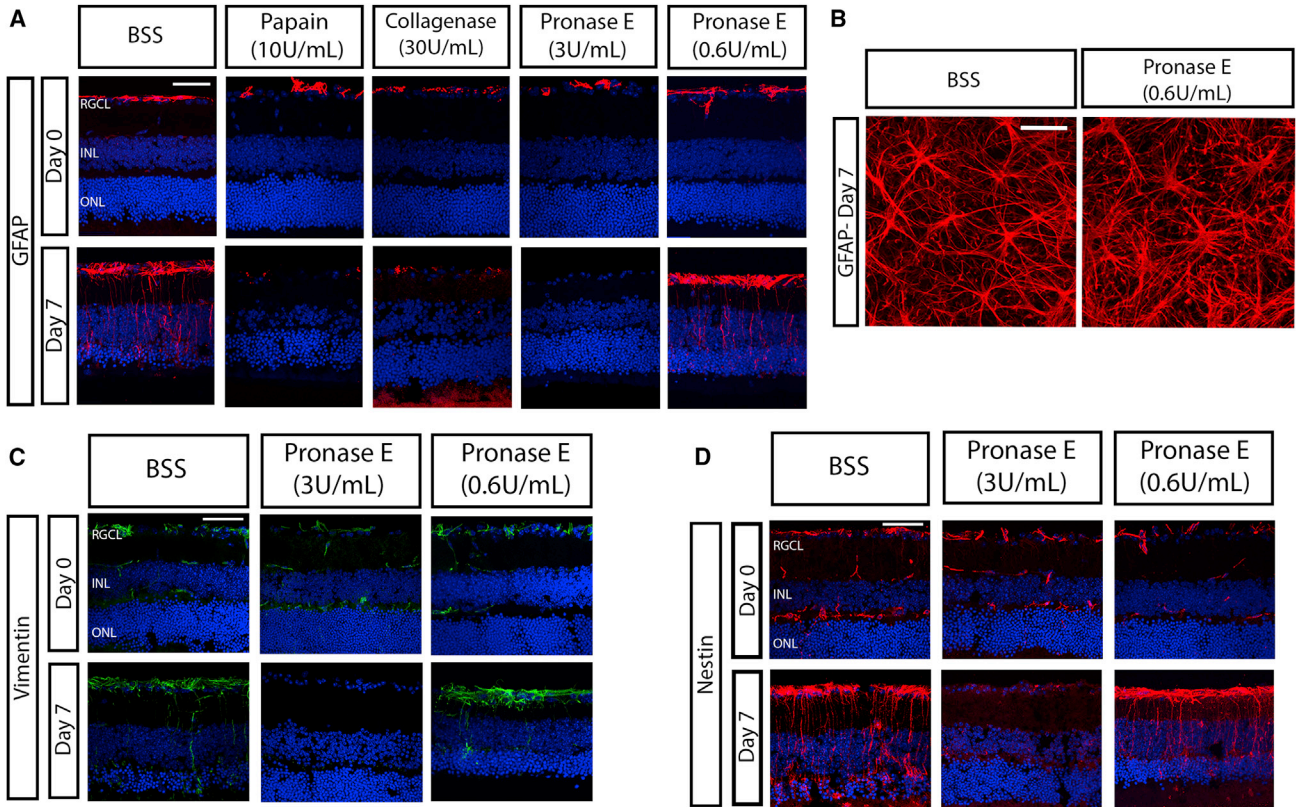 A
BSS
Papain
(10U/mL)
Collagenase
(30U/mL)
Pronase E
(3U/mL)
Pronase E
(0.6U/mL)
GFAP
Day 0
RGCL
INL
ONL
Day 7
B
BSS
Pronase E
(0.6U/mL)
GFAP- Day 7
C
BSS
Pronase E
(3U/mL)
Pronase E
(0.6U/mL)
Vimentin
Day 0
RGCL
INL
ONL
Day 7
D
BSS
Pronase E
(3U/mL)
Pronase E
(0.6U/mL)
Nestin
Day 0
RGCL
INL
ONL
Day 7